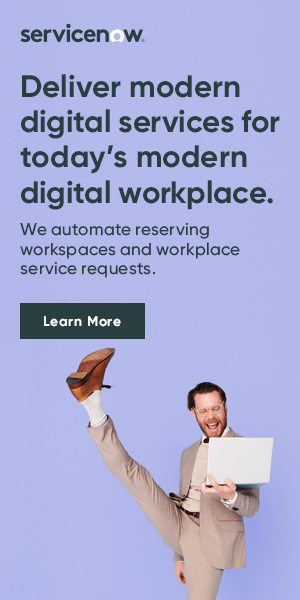 servicenow.
Deliver modern
digital services for
today's modern
digital workplace.
We automate reserving
workspaces and workplace
service requests.
Learn More